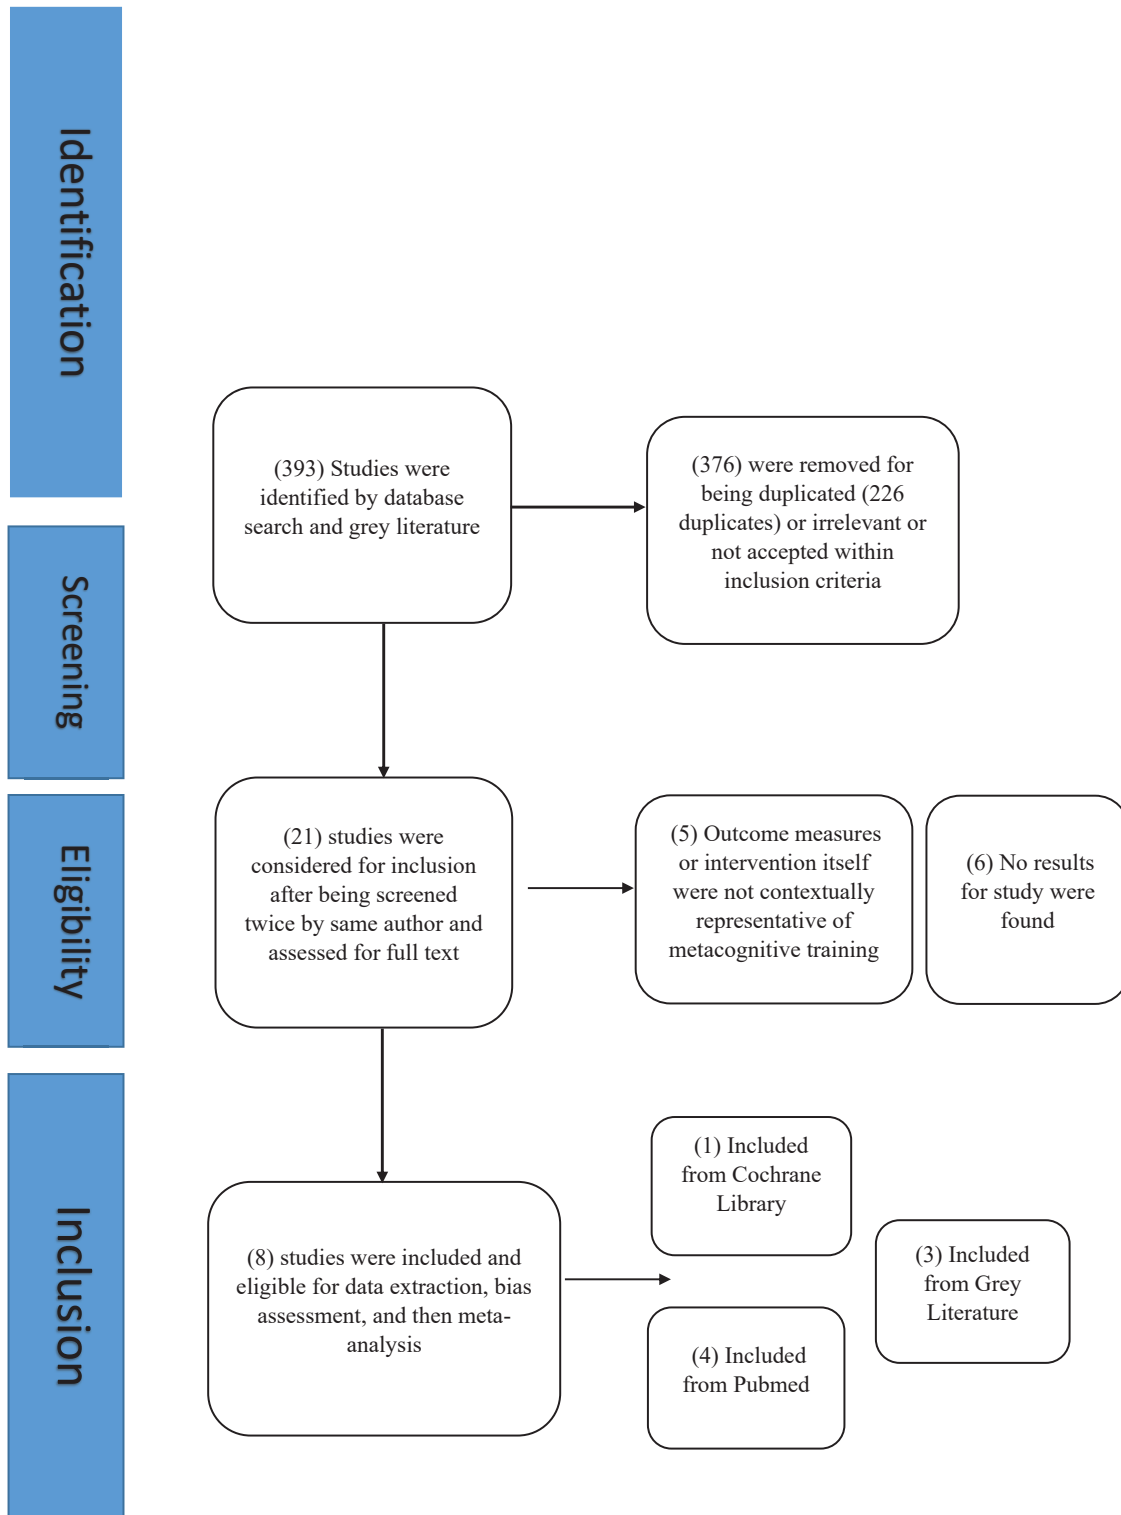 Identification
(393) Studies were
identified by database
search and grey literature
(376) were removed for
being duplicated (226
duplicates) or irrelevant or
not accepted within
inclusion criteria
Screening
Eligibility
(21) studies were
considered for inclusion
after being screened
twice by same author and
assessed for full text
(5) Outcome measures
or intervention itself
were not contextually
representative of
metacognitive training
(6) No results
for study were
found
Inclusion
(8) studies were included and
eligible for data extraction, bias
assessment, and then meta-
analysis
(1) Included
from Cochrane
Library
(3) Included
from Grey
Literature
(4) Included
from Pubmed